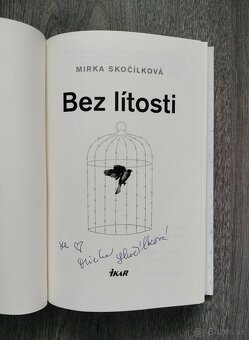 MIRKA SKOČÍLKOVÁ
Bez lítosti
Mirka Skočílková
IKAR